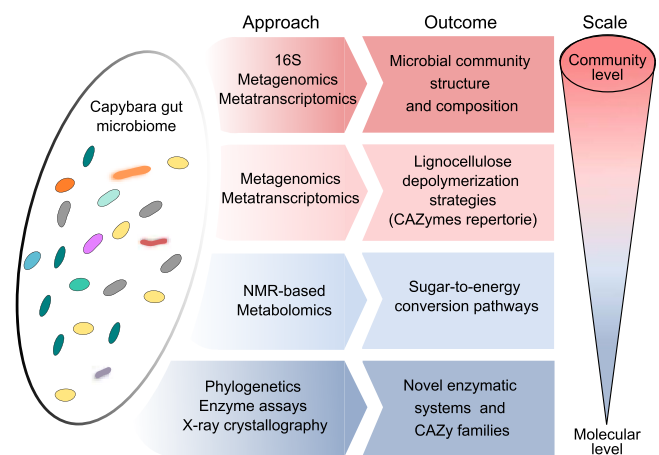 Approach
Outcome
Scale
Capybara gut
microbiome
16S
Metagenomics
Metatranscriptomics
Microbial community
structure
and composition
Community
level
Metagenomics
Metatranscriptomics
Lignocellulose
depolymerization
strategies
(CAZymes repertorie)
NMR-based
Metabolomics
Sugar-to-energy
conversion pathways
Phylogenetics
Enzyme assays
X-ray crystallography
Novel enzymatic
systems and
CAZy families
Molecular
level